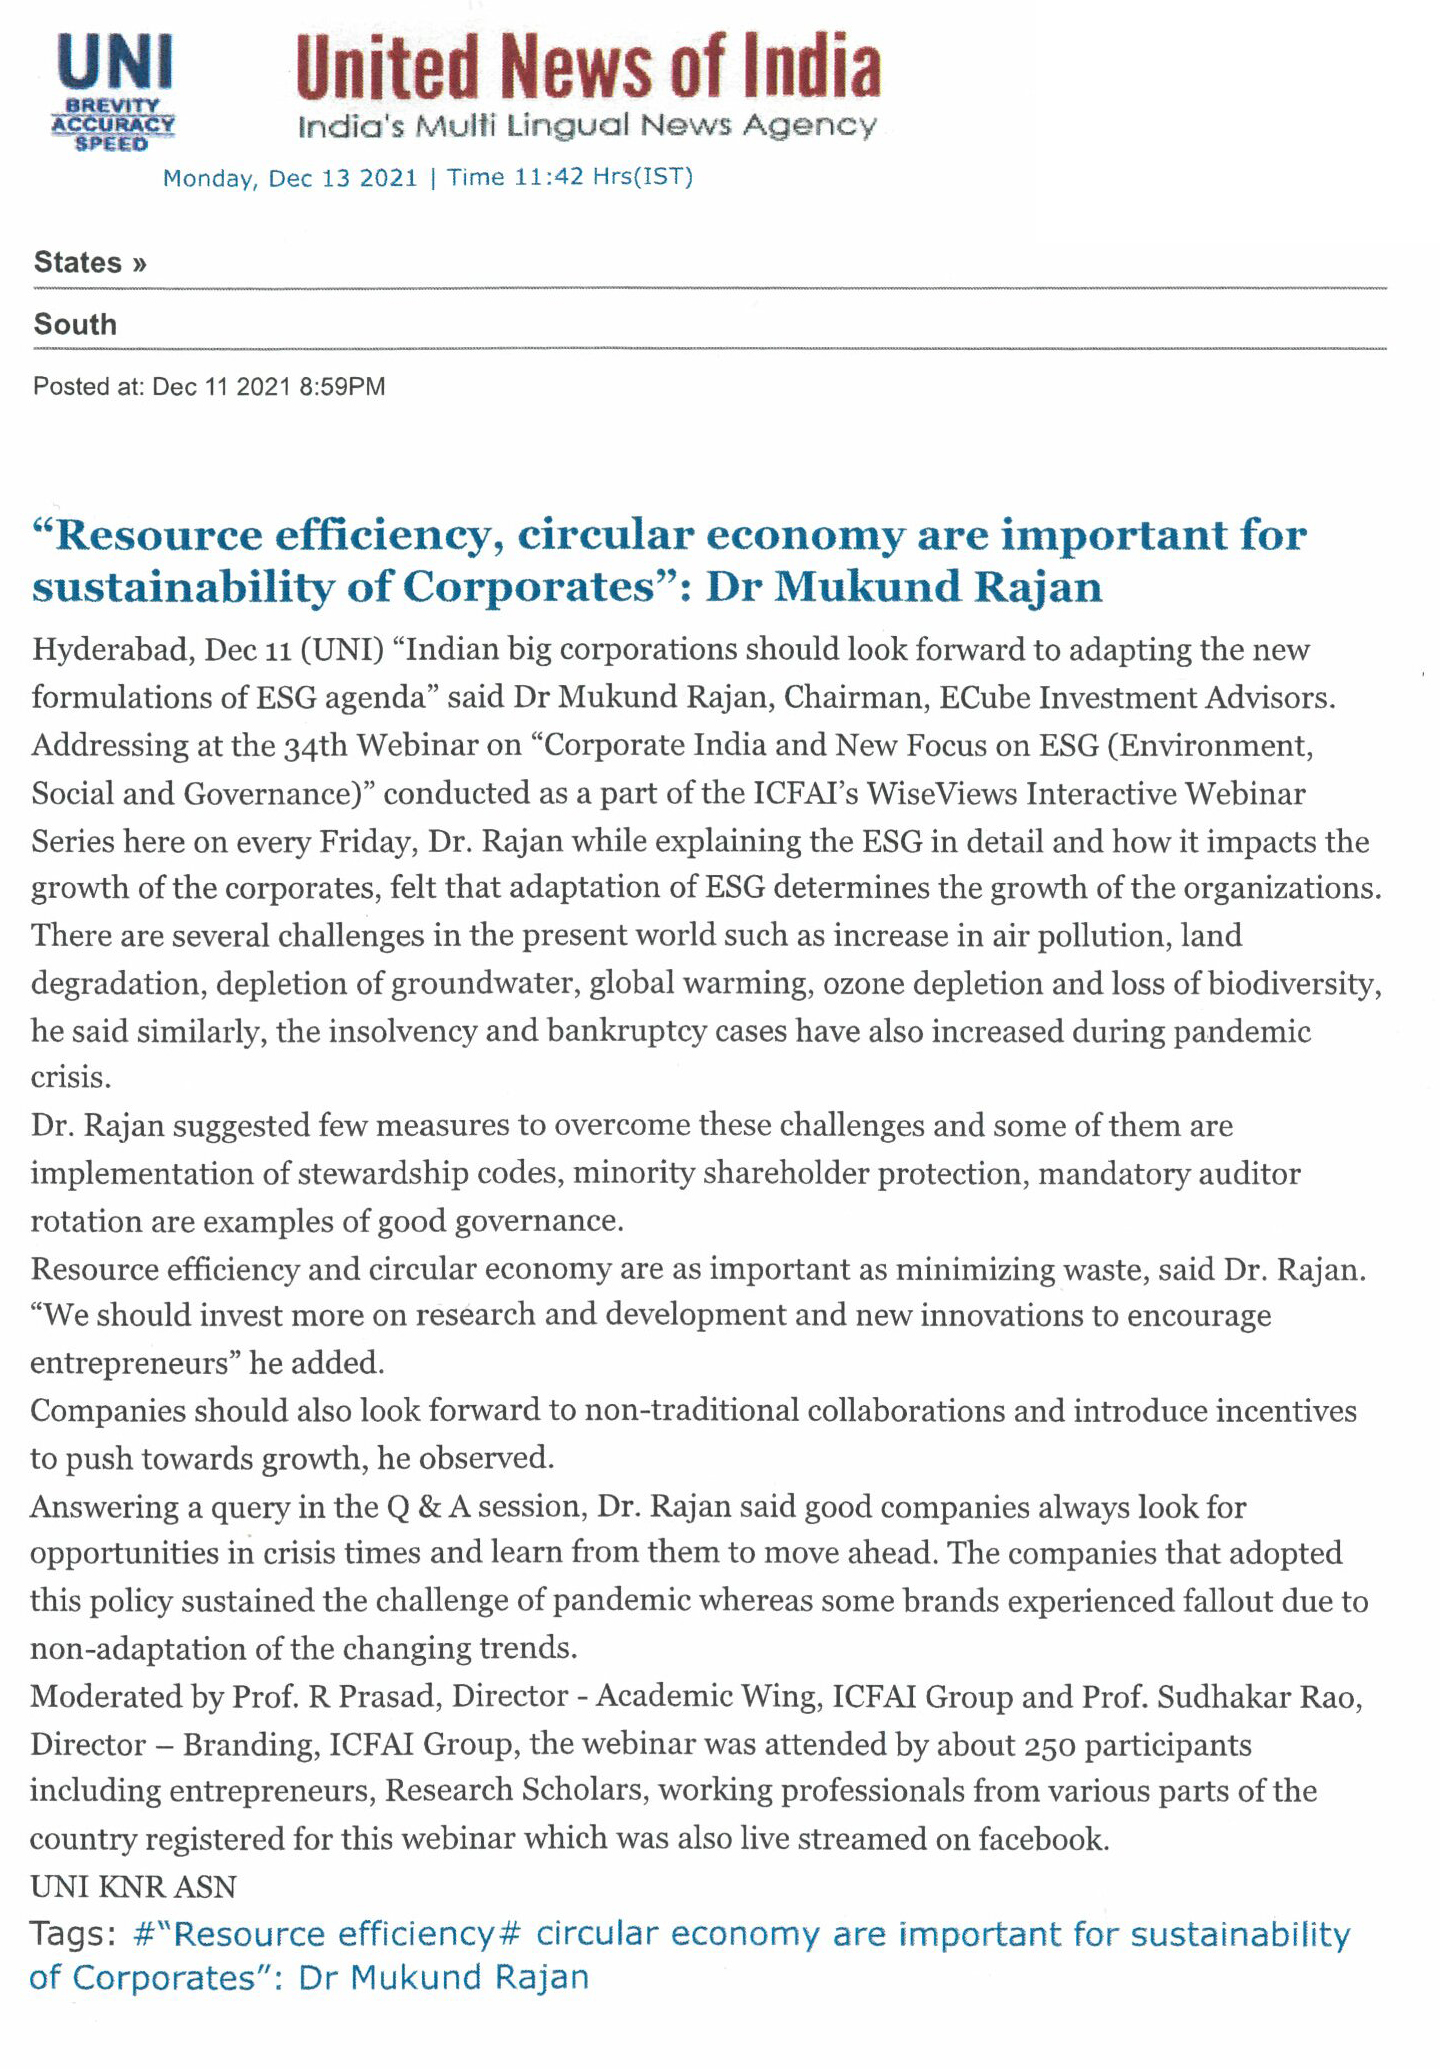 UNI
BREVITY
ACCURACY
SPEED
United News of India
India's Multi Lingual News Agency
Monday, Dec 13 2021 | Time 11:42 Hrs(IST)
States »
South
Posted at: Dec 11 2021 8:59PM
“Resource efficiency, circular economy are important for
sustainability of Corporates”: Dr Mukund Rajan
Hyderabad, Dec 11 (UNI) “Indian big corporations should look forward to adapting the new
formulations of ESG agenda” said Dr Mukund Rajan, Chairman, ECube Investment Advisors.
Addressing at the 34th Webinar on “Corporate India and New Focus on ESG (Environment,
Social and Governance)” conducted as a part of the ICFAI’s WiseViews Interactive Webinar
Series here on every Friday, Dr. Rajan while explaining the ESG in detail and how it impacts the
growth of the corporates, felt that adaptation of ESG determines the growth of the organizations.
There are several challenges in the present world such as increase in air pollution, land
degradation, depletion of groundwater, global warming, ozone depletion and loss of biodiversity,
he said similarly, the insolvency and bankruptcy cases have also increased during pandemic
crisis.
Dr. Rajan suggested few measures to overcome these challenges and some of them are
implementation of stewardship codes, minority shareholder protection, mandatory auditor
rotation are examples of good governance.
Resource efficiency and circular economy are as important as minimizing waste, said Dr. Rajan.
“We should invest more on research and development and new innovations to encourage
entrepreneurs” he added.
Companies should also look forward to non-traditional collaborations and introduce incentives
to push towards growth, he observed.
Answering a query in the Q & A session, Dr. Rajan said good companies always look for
opportunities in crisis times and learn from them to move ahead. The companies that adopted
this policy sustained the challenge of pandemic whereas some brands experienced fallout due to
non-adaptation of the changing trends.
Moderated by Prof. R Prasad, Director - Academic Wing, ICFAI Group and Prof. Sudhakar Rao,
Director – Branding, ICFAI Group, the webinar was attended by about 250 participants
including entrepreneurs, Research Scholars, working professionals from various parts of the
country registered for this webinar which was also live streamed on facebook.
UNI KNR ASN
Tags: #“Resource efficiency# circular economy are important for sustainability
of Corporates”: Dr Mukund Rajan